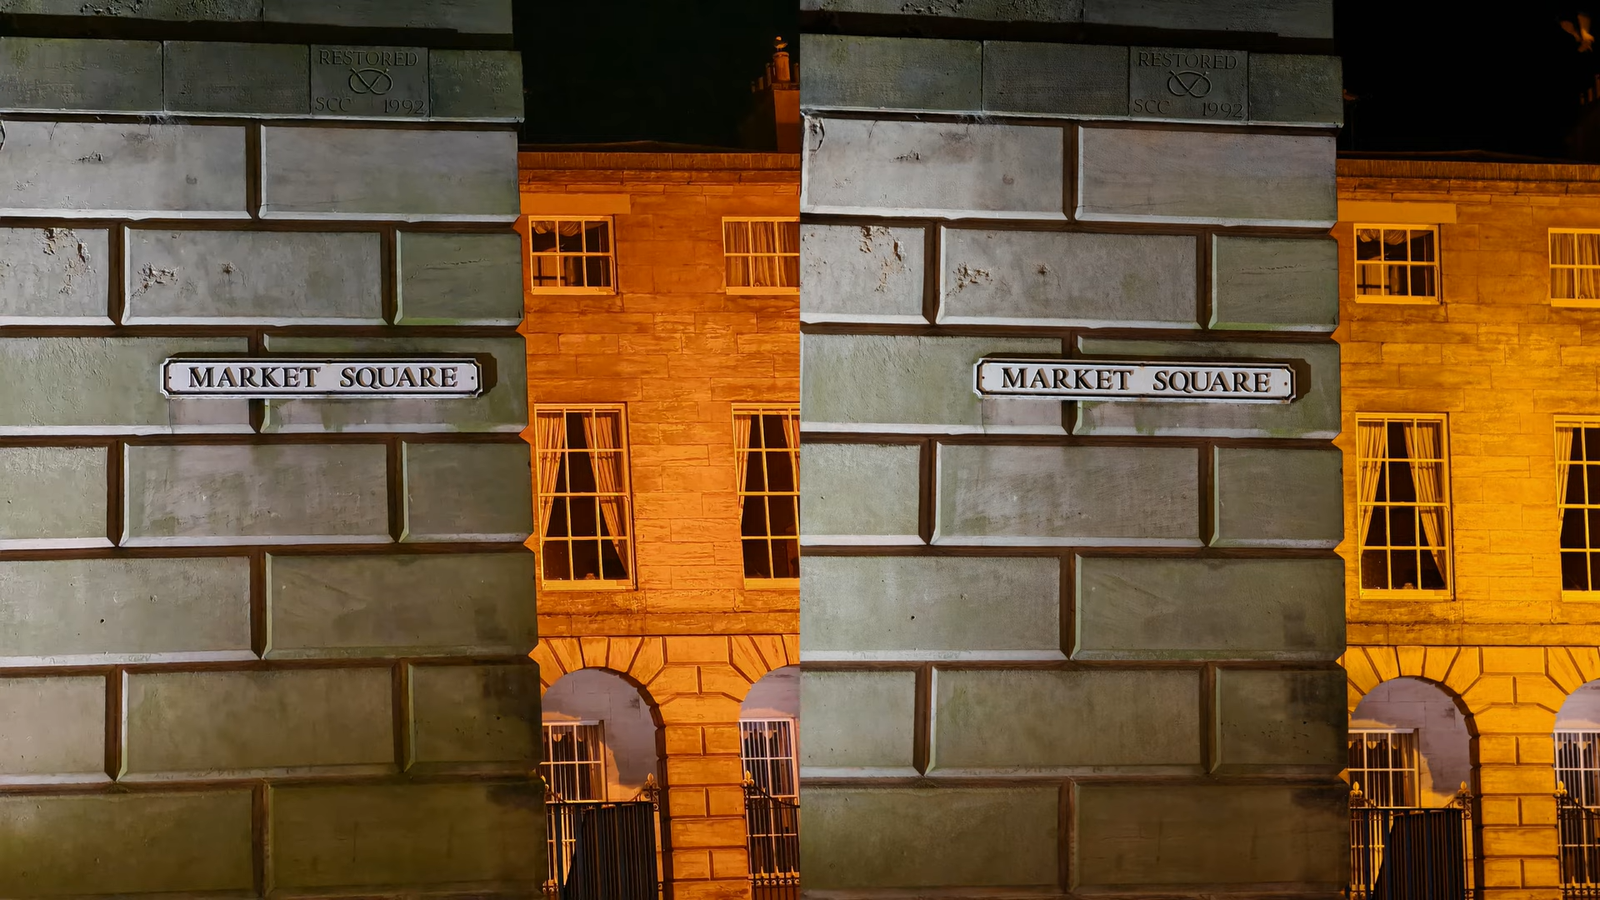 RESTORED
SCC 1992
MARKET SQUARE
RESTORED
SCC 1992
MARKET SQUARE